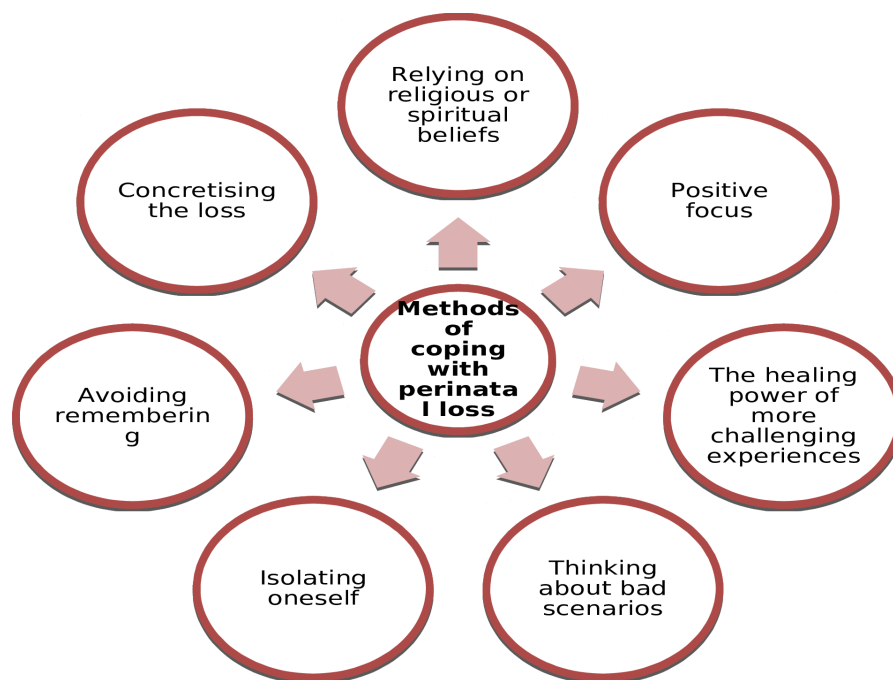 Relying on
religious or
spiritual
beliefs
Positive
focus
The healing
power of
more
challenging
experiences
Thinking
about bad
scenarios
Isolating
oneself
Avoiding
rememberin
g
Concretising
the loss
Methods
of
coping
with
perinata
l loss